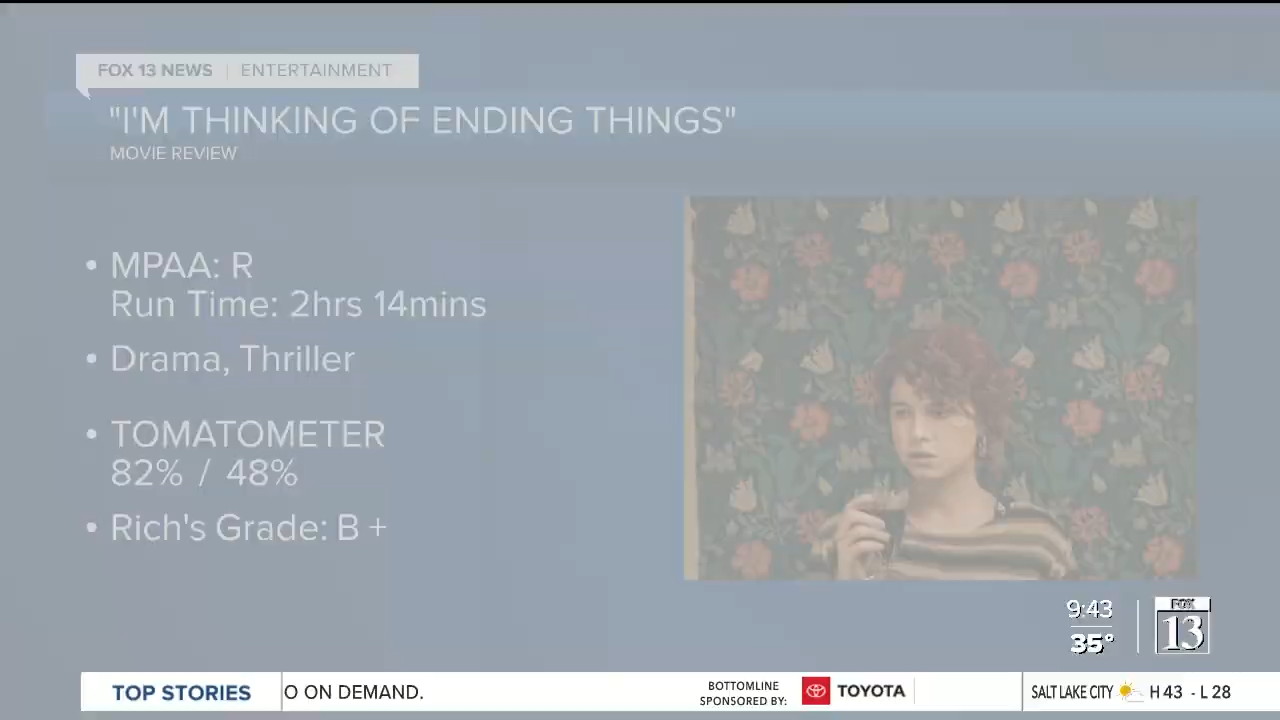 FOX 13 NEWS | ENTERTAINMENT
"I'M THINKING OF ENDING THINGS"
MOVIE REVIEW
• MPAA: R
Run Time: 2hrs 14mins
• Drama, Thriller
• TOMATOMETER
82% / 48%
• Rich's Grade: B +
9:43
35°
FOX
13
TOP STORIES
O ON DEMAND.
BOTTOMLINE
SPONSORED BY:
TOYOTA
SALT LAKE CITY H 43 - L 28